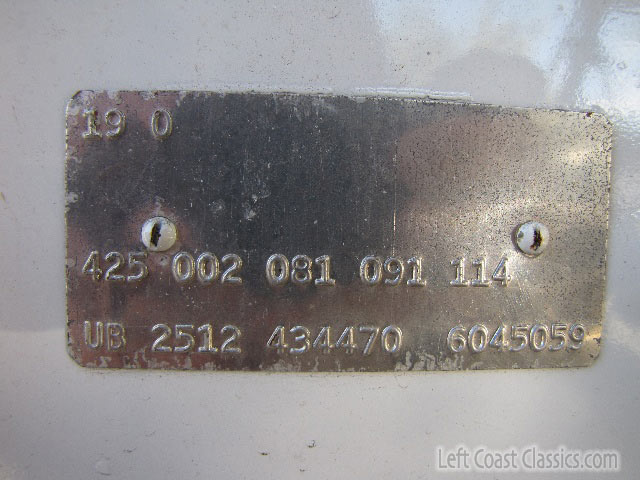 19 0
425 002 081 091 114
UB 2512 434470 6045059
Left Coast Classics.com